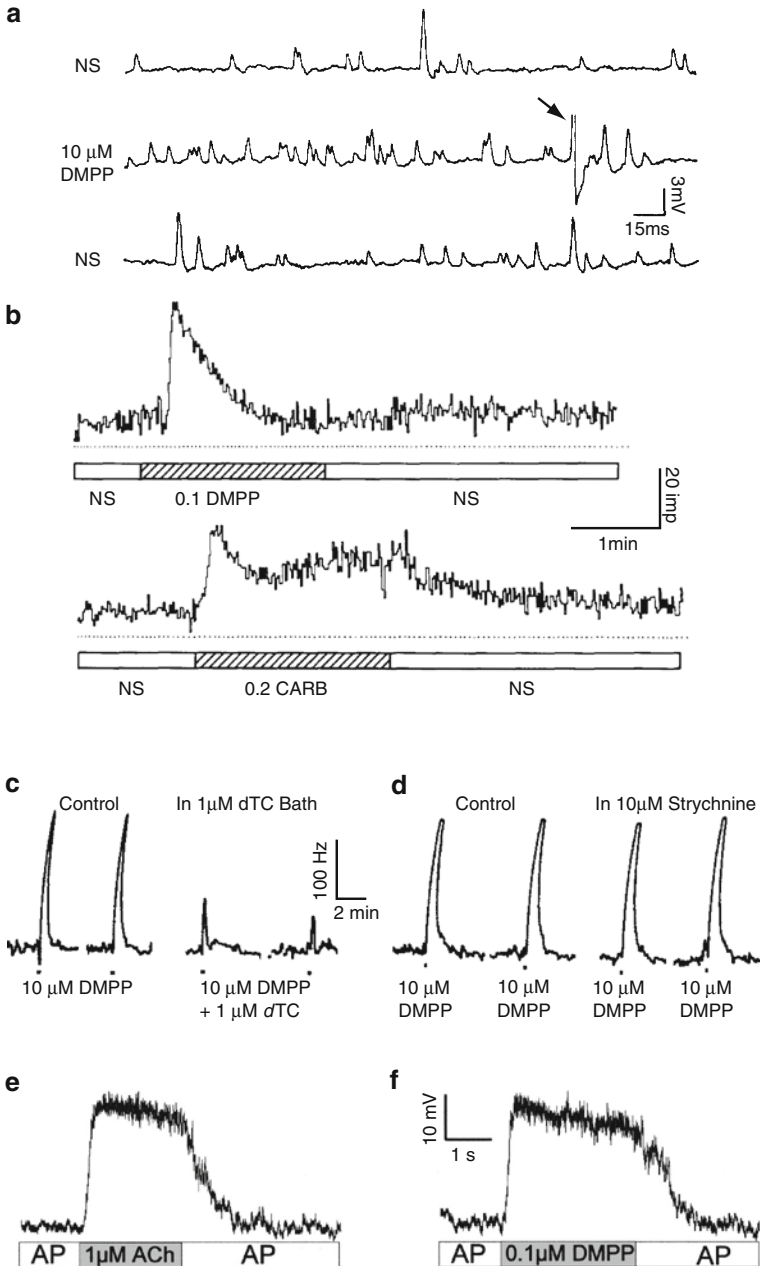 a
NS
10 µM
DMPP
3mV
15ms
NS
b
NS 0.1 DMPP NS
20 imp
1min
NS 0.2 CARB NS
c
Control In 1µM dTC Bath
100 Hz
2 min
10 µM DMPP 10 µM DMPP
+ 1 µM dTC
d
Control In 10µM Strychnine
10 µM 10 µM 10 µM 10 µM
DMPP DMPP DMPP DMPP
e
AP 1µM ACh AP
f
10 mV
1 s
AP 0.1µM DMPP AP